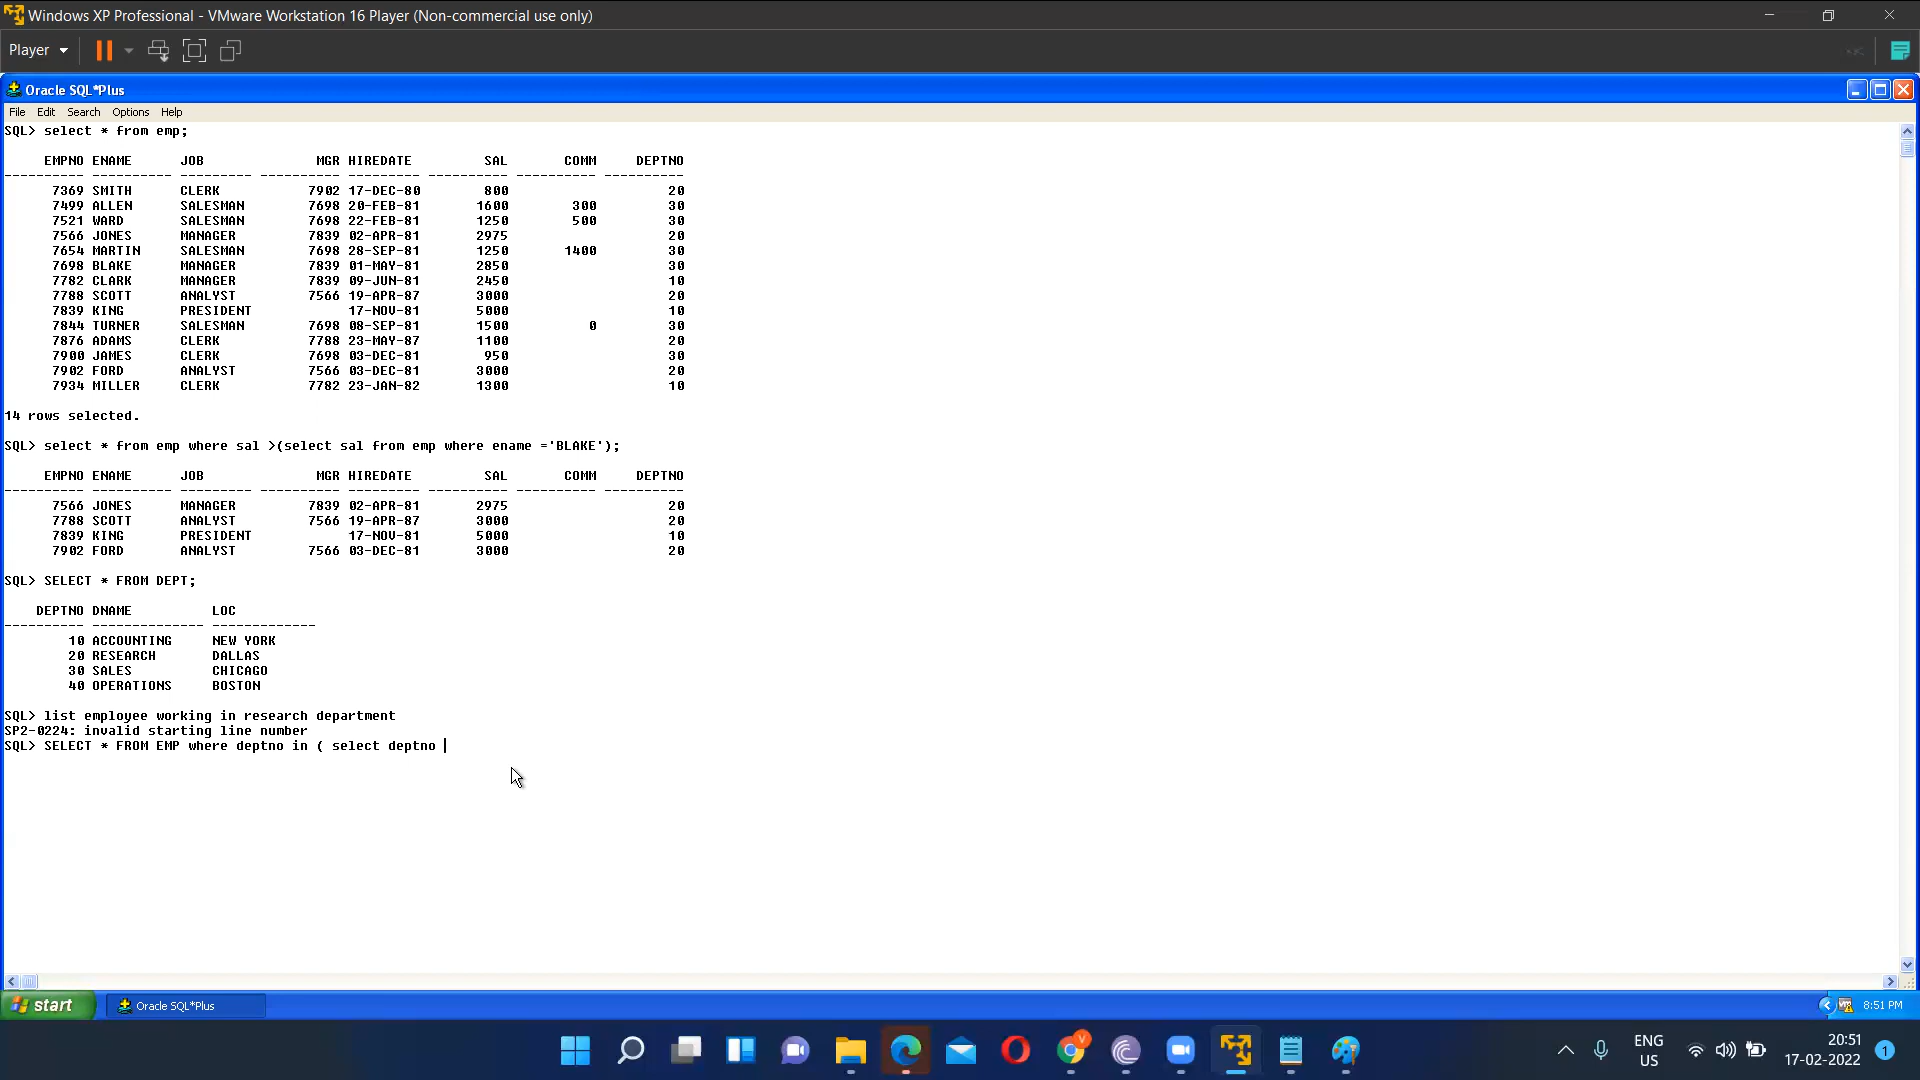 Windows XP Professional - VMware Workstation 16 Player (Non-commercial use only)
Player
Oracle SQL*Plus
File Edit Search Options Help
SQL> select * from emp;
EMPNO ENAME JOB MGR HIREDATE SAL COMM DEPTNO
---------- ---------- --------- ---------- --------- ---------- ---------- ----------
7369 SMITH CLERK 7902 17-DEC-80 800 20
7499 ALLEN SALESMAN 7698 20-FEB-81 1600 300 30
7521 WARD SALESMAN 7698 22-FEB-81 1250 500 30
7566 JONES MANAGER 7839 02-APR-81 2975 20
7654 MARTIN SALESMAN 7698 28-SEP-81 1250 1400 30
7698 BLAKE MANAGER 7839 01-MAY-81 2850 30
7782 CLARK MANAGER 7839 09-JUN-81 2450 10
7788 SCOTT ANALYST 7566 19-APR-87 3000 20
7839 KING PRESIDENT 17-NOV-81 5000 10
7844 TURNER SALESMAN 7698 08-SEP-81 1500 0 30
7876 ADAMS CLERK 7788 23-MAY-87 1100 20
7900 JAMES CLERK 7698 03-DEC-81 950 30
7902 FORD ANALYST 7566 03-DEC-81 3000 20
7934 MILLER CLERK 7782 23-JAN-82 1300 10
14 rows selected.
SQL> select * from emp where sal >(select sal from emp where ename ='BLAKE');
EMPNO ENAME JOB MGR HIREDATE SAL COMM DEPTNO
---------- ---------- --------- ---------- --------- ---------- ---------- ----------
7566 JONES MANAGER 7839 02-APR-81 2975 20
7788 SCOTT ANALYST 7566 19-APR-87 3000 20
7839 KING PRESIDENT 17-NOV-81 5000 10
7902 FORD ANALYST 7566 03-DEC-81 3000 20
SQL> SELECT * FROM DEPT;
DEPTNO DNAME LOC
---------- -------------- -------------
10 ACCOUNTING NEW YORK
20 RESEARCH DALLAS
30 SALES CHICAGO
40 OPERATIONS BOSTON
SQL> list employee working in research department
SP2-0224: invalid starting line number
SQL> SELECT * FROM EMP where deptno in ( select deptno
start Oracle SQL*Plus 8:51 PM
ENG 20:51
US 17-02-2022 1